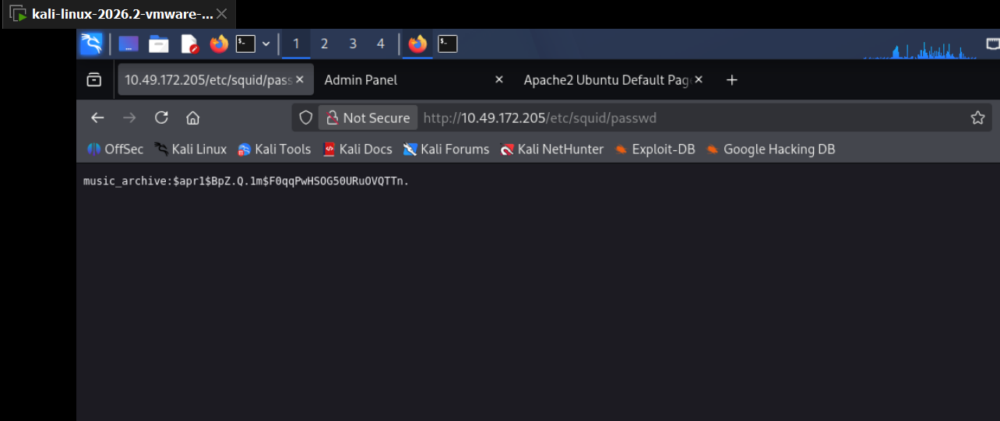 kali-linux-2026.2-vmware-...
1 2 3 4
10.49.172.205/etc/squid/pass
Admin Panel
Apache2 Ubuntu Default Pag
Not Secure
http://10.49.172.205/etc/squid/passwd
OffSec Kali Linux Kali Tools Kali Docs Kali Forums Kali NetHunter Exploit-DB Google Hacking DB
music_archive:$apr1$BpZ.Q.1m$F0qqPwHSOG50URuOVQTTn.